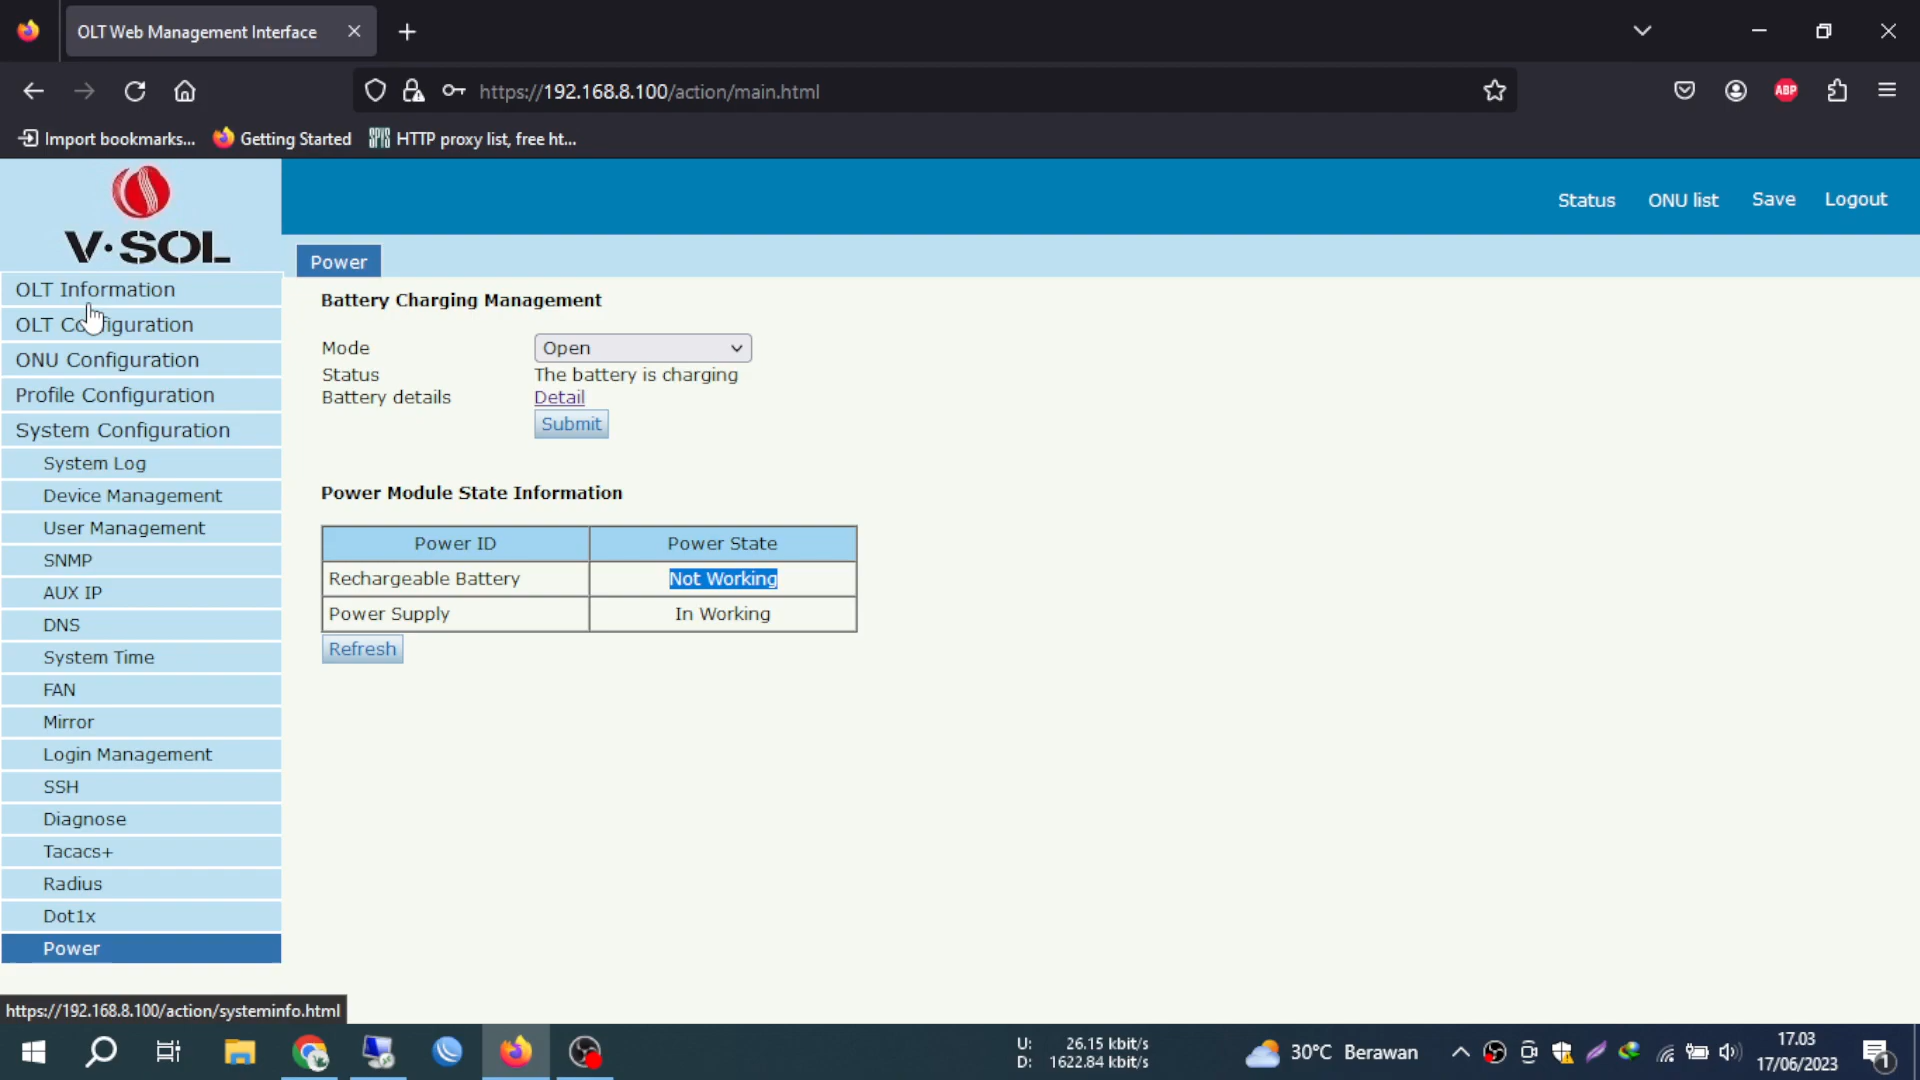 OLT Web Management Interface
https://192.168.8.100/action/main.html
ABP
Import bookmarks...
Getting Started
HTTP proxy list, free ht...
V·SOL
Status
ONU list
Save
Logout
OLT Information
OLT Configuration
ONU Configuration
Profile Configuration
System Configuration
System Log
Device Management
User Management
SNMP
AUX IP
DNS
System Time
FAN
Mirror
Login Management
SSH
Diagnose
Tacacs+
Radius
Dot1x
Power
Power
Battery Charging Management
Mode Open
Status The battery is charging
Battery details Detail
Submit
Power Module State Information
Power ID Power State
Rechargeable Battery Not Working
Power Supply In Working
Refresh
https://192.168.8.100/action/systeminfo.html
U: 26.15 kbit/s
D: 1622.84 kbit/s
30°C Berawan
17.03
17/06/2023
1